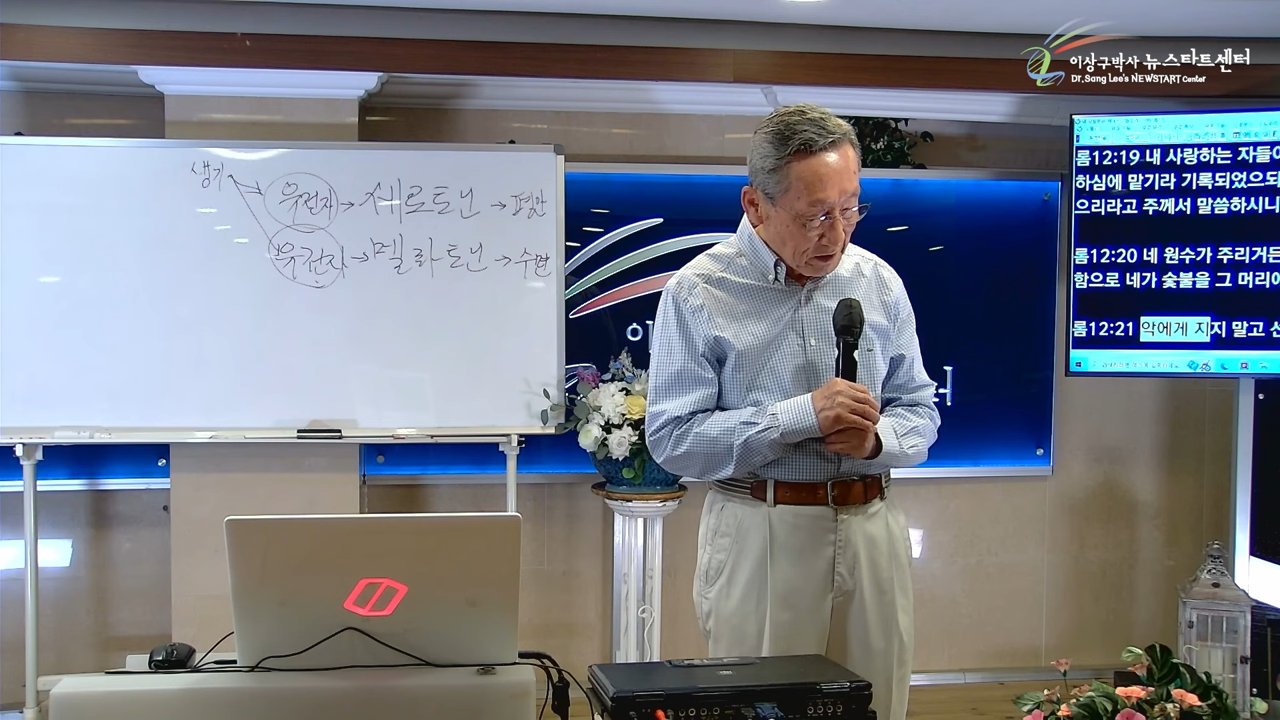 이상구박사 뉴스타트센터
Dr. Sang Lee's NEWSTART Center
생기
유전자 → 세로토닌 → 평안
유전자 → 멜라토닌 → 수면
롬12:19 내 사랑하는 자들이
하심에 맡기라 기록되었으되
으리라고 주께서 말씀하시니
롬12:20 네 원수가 주리거든
함으로 네가 숯불을 그 머리에
롬12:21 악에게 지지 말고 선